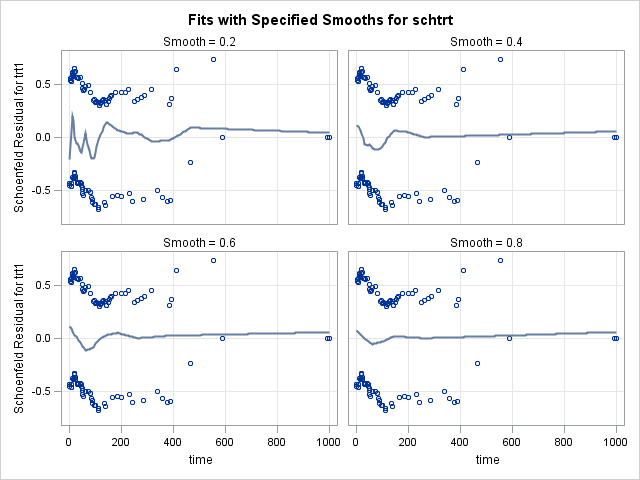 Fits with Specified Smooths for schtrt
Smooth = 0.2
Smooth = 0.4
Schoenfeld Residual for trt1
0.5
0.0
-0.5
Smooth = 0.6
Smooth = 0.8
Schoenfeld Residual for trt1
0.5
0.0
-0.5
0 200 400 600 800 1000
0 200 400 600 800 1000
time
time